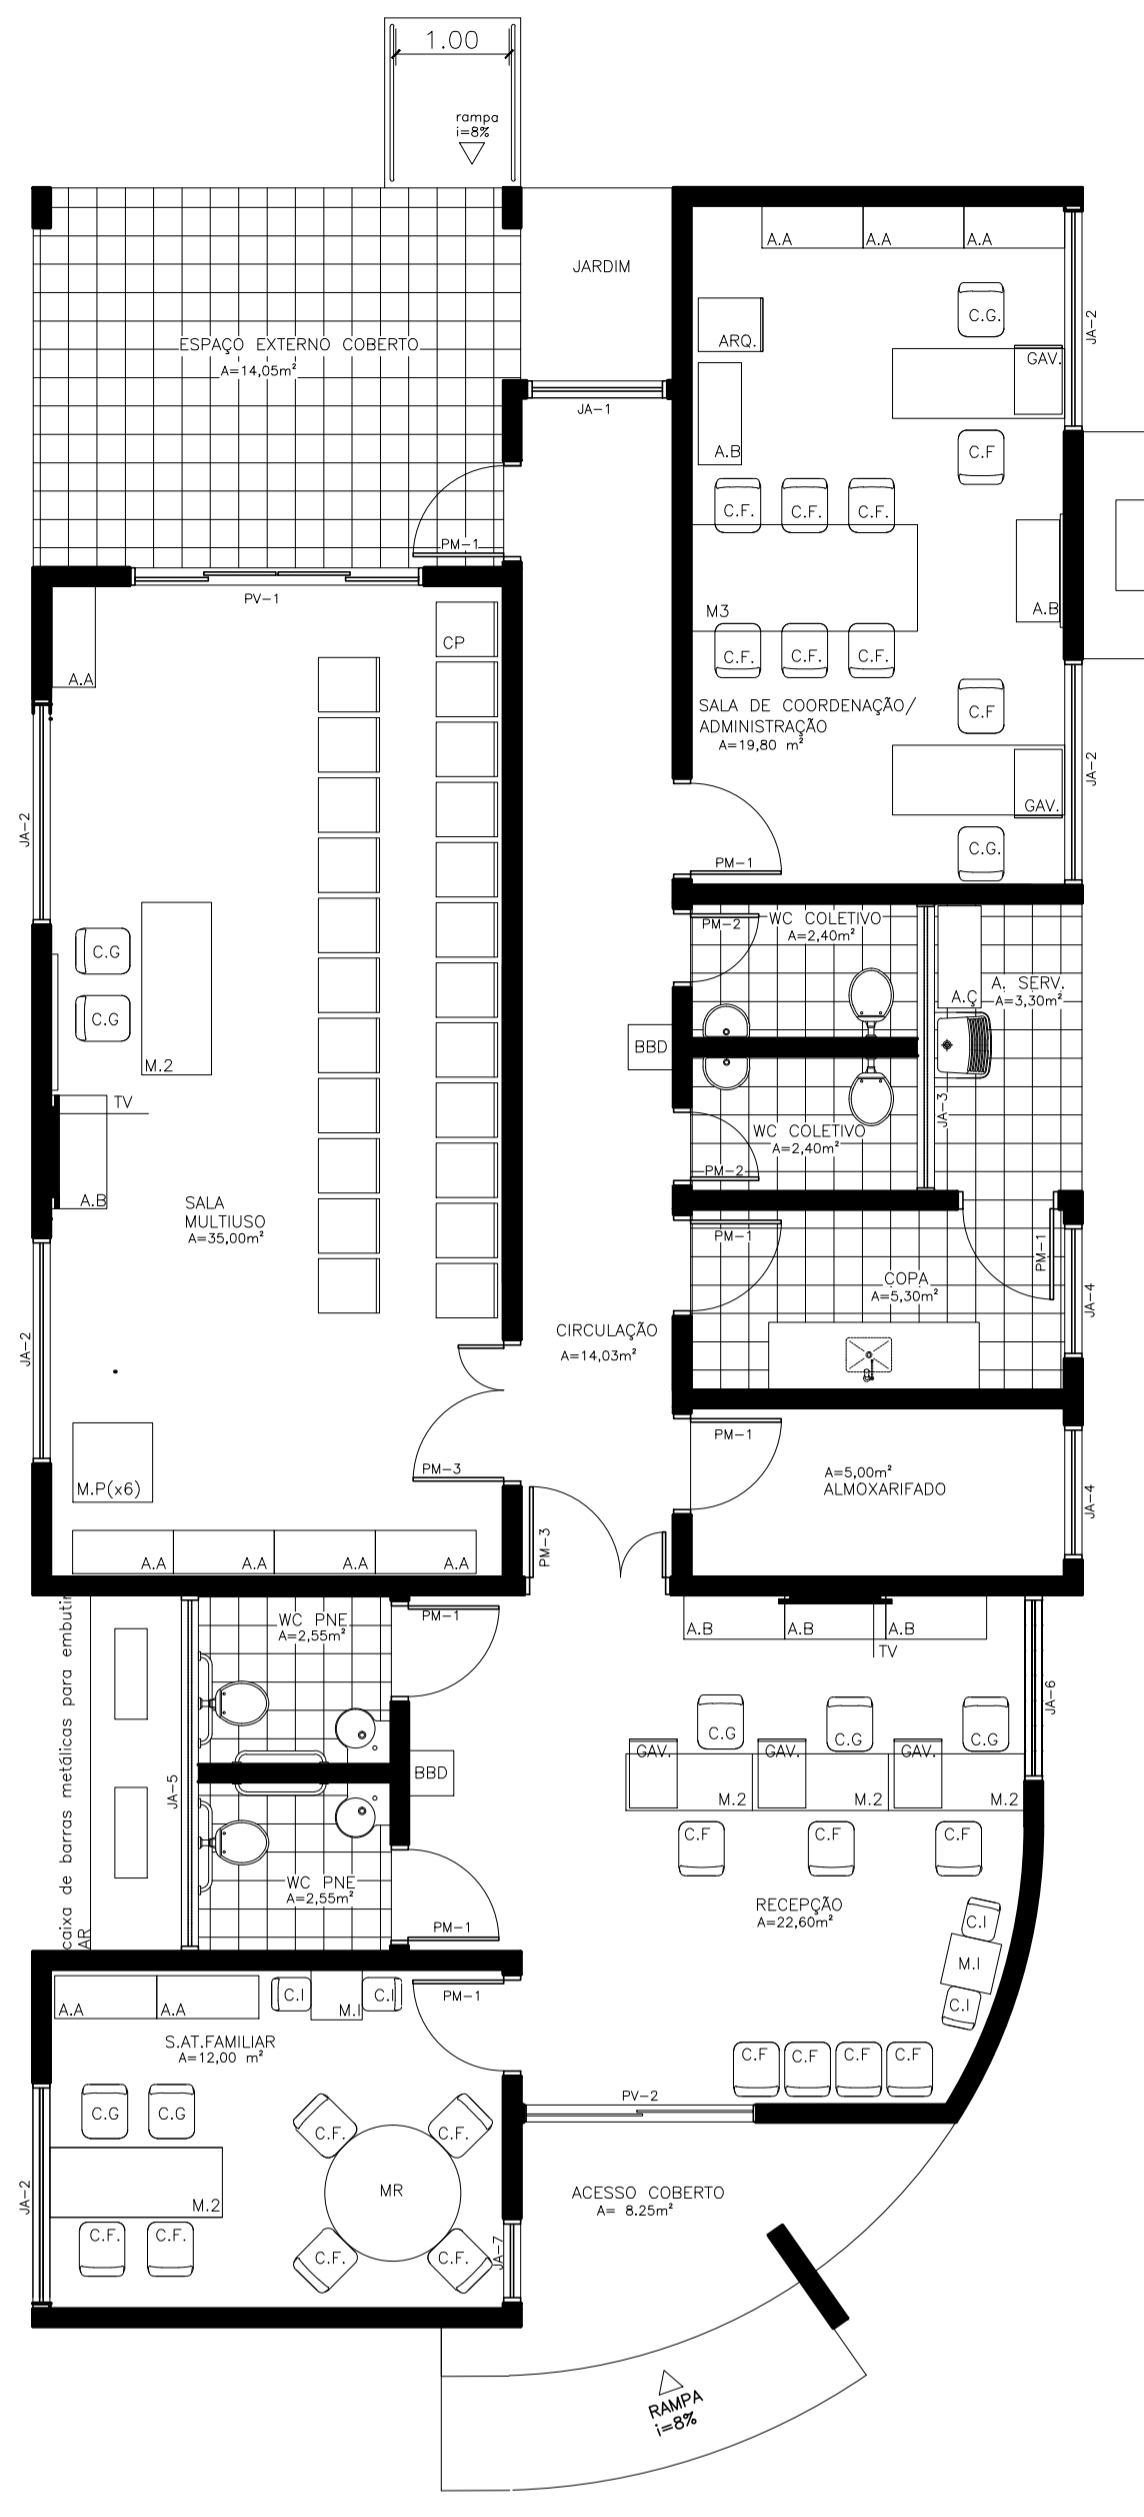 1.00
rampa
i=8%
JARDIM
A.A
A.A
A.A
C.G.
JA-2
ARQ.
GAV.
ESPAÇO EXTERNO COBERTO
A=14,05m²
JA-1
A.B
C.F
C.F.
C.F.
C.F.
PM-1
PV-1
M3
A.B
CP
C.F.
C.F.
C.F.
A.A
SALA DE COORDENAÇÃO/
ADMINISTRAÇÃO
A=19,80 m²
C.F
JA-2
GAV.
JA-2
C.G.
PM-1
WC COLETIVO
A=2,40m²
PM-2
C.G
C.G
M.2
A. SERV.
A=3,30m²
A.Ç
BBD
JA-3
TV
A.B
WC COLETIVO
A=2,40m²
PM-2
SALA
MULTIUSO
A=35,00m²
PM-1
PM-1
COPA
A=5,30m²
JA-4
JA-2
CIRCULAÇÃO
A=14,03m²
PM-1
PM-3
M.P(x6)
A=5,00m²
ALMOXARIFADO
JA-4
PM-3
A.A
A.A
A.A
A.A
caixa de barras metálicas para embutir
AR
WC PNE
A=2,55m²
PM-1
A.B
A.B
A.B
TV
JA-6
JA-5
C.G
C.G
C.G
GAV.
GAV.
GAV.
BBD
M.2
M.2
M.2
C.F
C.F
C.F
WC PNE
A=2,55m²
PM-1
RECEPÇÃO
A=22,60m²
C.I
M.I
C.I
A.A
A.A
C.I
M.I
C.I
PM-1
S.AT.FAMILIAR
A=12,00 m²
C.F
C.F
C.F
C.F
PV-2
C.G
C.G
C.F.
C.F.
JA-2
M.2
MR
ACESSO COBERTO
A= 8.25m²
C.F.
C.F.
C.F.
C.F.
JA-7
RAMPA
i=8%